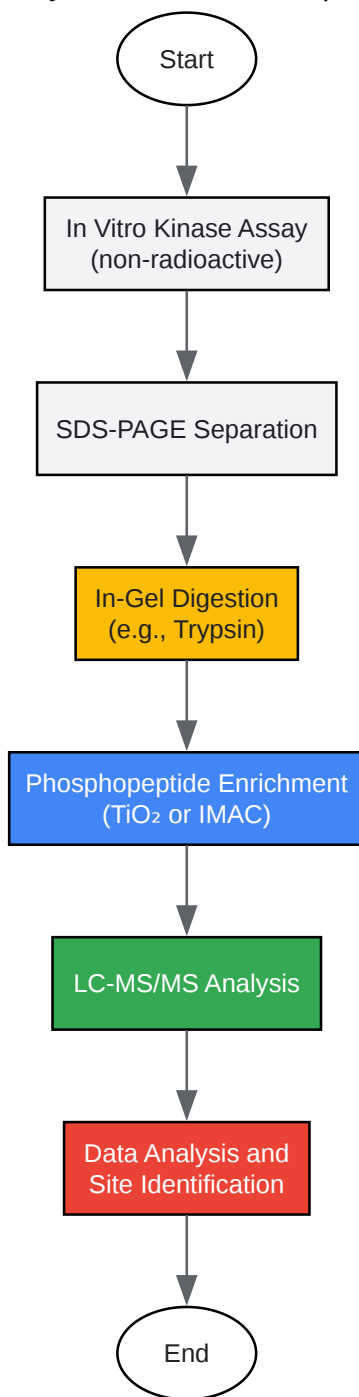 Start
In Vitro Kinase Assay
(non-radioactive)
SDS-PAGE Separation
In-Gel Digestion
(e.g., Trypsin)
Phosphopeptide Enrichment
(TiO₂ or IMAC)
LC-MS/MS Analysis
Data Analysis and
Site Identification
End